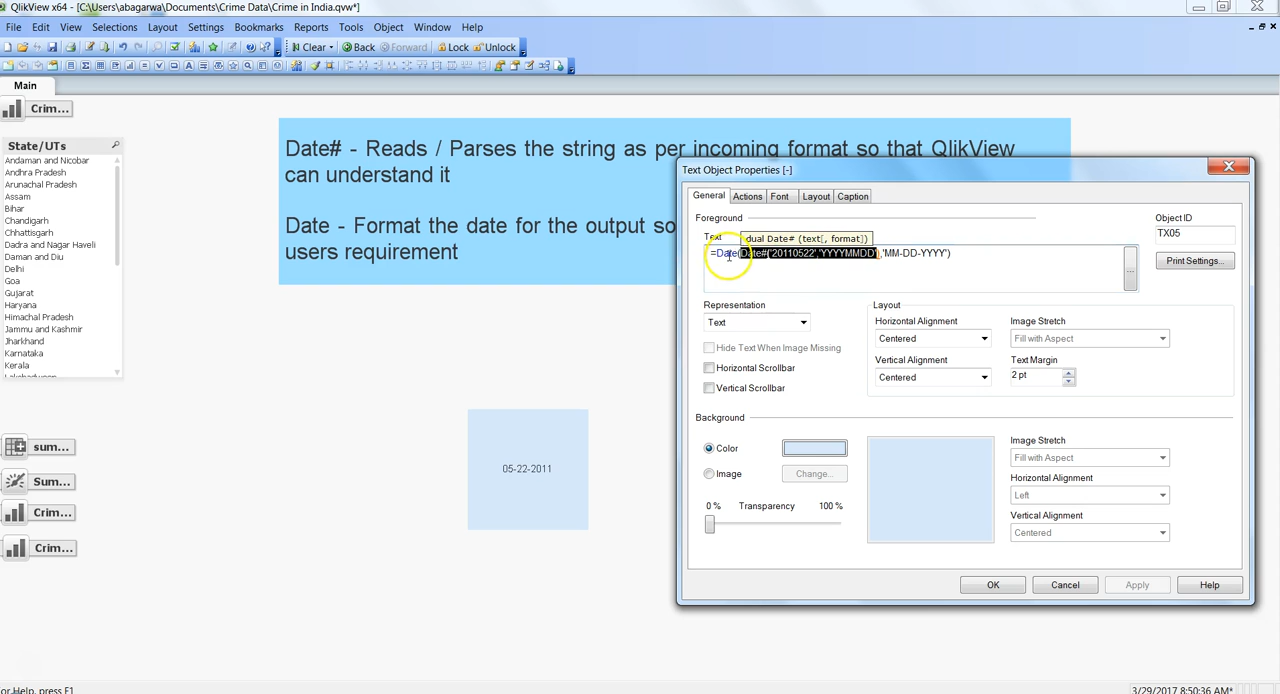 QlikView x64 - [C:\Users\abagarwa\Documents\Crime Data\Crime in India.qvw*]
File Edit View Selections Layout Settings Bookmarks Reports Tools Object Window Help
Clear Back Forward Lock Unlock
Main
Crim...
State/UTs
Andaman and Nicobar
Andhra Pradesh
Arunachal Pradesh
Assam
Bihar
Chandigarh
Chhattisgarh
Dadra and Nagar Haveli
Daman and Diu
Delhi
Goa
Gujarat
Haryana
Himachal Pradesh
Jammu and Kashmir
Jharkhand
Karnataka
Kerala
sum...
Sum...
Crim...
Crim...
Date# - Reads / Parses the string as per incoming format so that QlikView
can understand it
Date - Format the date for the output so
users requirement
05-22-2011
Text Object Properties [-]
General Actions Font Layout Caption
Foreground
Text
dual Date# (text[, format])
=Date(Date#('20110522','YYYYMMDD'),'MM-DD-YYYY')
...
Object ID
TX05
Print Settings...
Representation
Text
Hide Text When Image Missing
Horizontal Scrollbar
Vertical Scrollbar
Layout
Horizontal Alignment
Centered
Image Stretch
Fill with Aspect
Vertical Alignment
Centered
Text Margin
2 pt
Background
Color
Image
Change...
0 % Transparency 100 %
Image Stretch
Fill with Aspect
Horizontal Alignment
Left
Vertical Alignment
Centered
OK Cancel Apply Help
or Help, press F1
3/29/2017 8:50:36 AM*